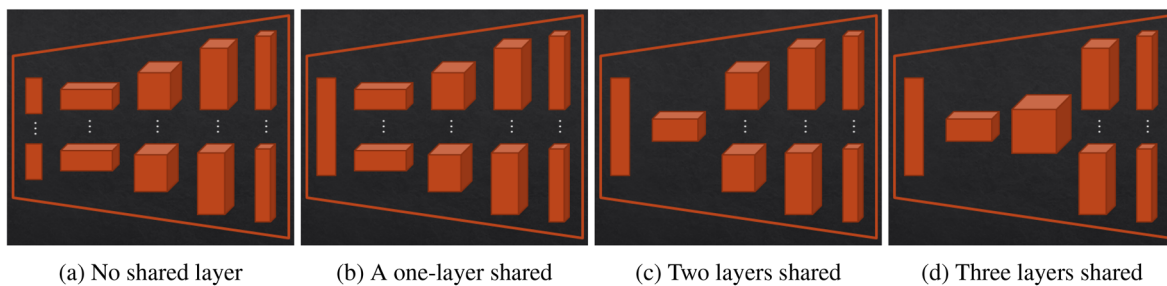 (a) No shared layer
(b) A one-layer shared
(c) Two layers shared
(d) Three layers shared